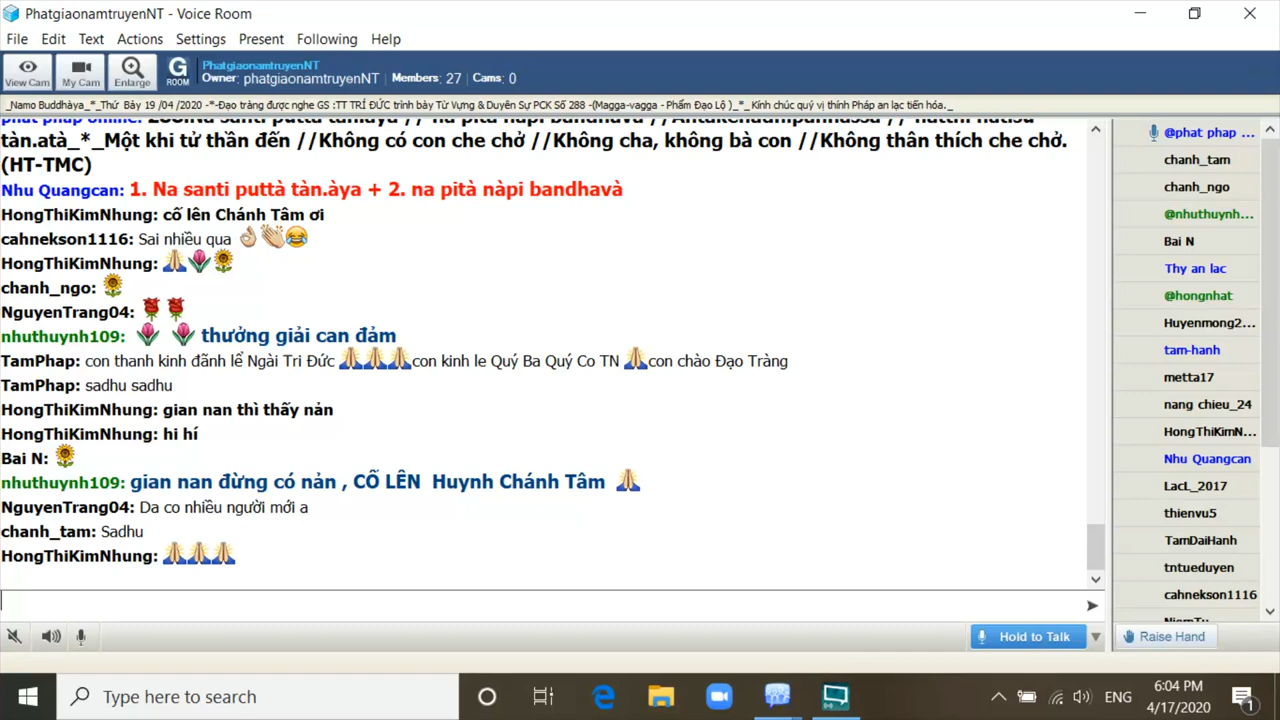 PhatgiaonamtruyenNT - Voice Room
File Edit Text Actions Settings Present Following Help
View Cam My Cam Enlarge G ROOM
PhatgiaonamtruyenNT
Owner: phatgiaonamtruyenNT Members: 27 Cams: 0
_Namo Buddhàya_*_Thứ Bảy 19 /04 /2020 -*-Đạo tràng được nghe GS :TT TRÍ ĐỨC trình bày Từ Vựng & Duyên Sự PCK Số 288 -(Magga-vagga - Phẩm Đạo Lộ )_*_ Kính chúc quý vị thính Pháp an lạc tiến hóa._
tàn.atà_*_Một khi tử thần đến //Không có con che chở //Không cha, không bà con //Không thân thích che chở.
(HT-TMC)
Nhu Quangcan: 1. Na santi puttà tàn.àya + 2. na pità nàpi bandhavà
HongThiKimNhung: cố lên Chánh Tâm ơi
cahnekson1116: Sai nhiều qua 👌👏😂
HongThiKimNhung: 🙏🌷🌻
chanh_ngo: 🌻
NguyenTrang04: 🌹 🌹
nhuthuynh109: 🌷 🌷 thưởng giải can đảm
TamPhap: con thanh kinh đãnh lể Ngài Tri Đức 🙏🙏🙏con kinh le Quý Ba Quý Co TN 🙏con chào Đạo Tràng
TamPhap: sadhu sadhu
HongThiKimNhung: gian nan thì thấy nản
HongThiKimNhung: hi hí
Bai N: 🌻
nhuthuynh109: gian nan đừng có nản , CỐ LÊN Huynh Chánh Tâm 🙏
NguyenTrang04: Da co nhiều người mới a
chanh_tam: Sadhu
HongThiKimNhung: 🙏🙏🙏
@phat phap ...
chanh_tam
chanh_ngo
@nhuthuynh...
Bai N
Thy an lac
@hongnhat
Huyenmong2...
tam-hanh
metta17
nang chieu_24
HongThiKimN...
Nhu Quangcan
LacL_2017
thienvu5
TamDaiHanh
tntueduyen
cahnekson1116
Hold to Talk
Raise Hand
Type here to search
ENG
6:04 PM
4/17/2020
1